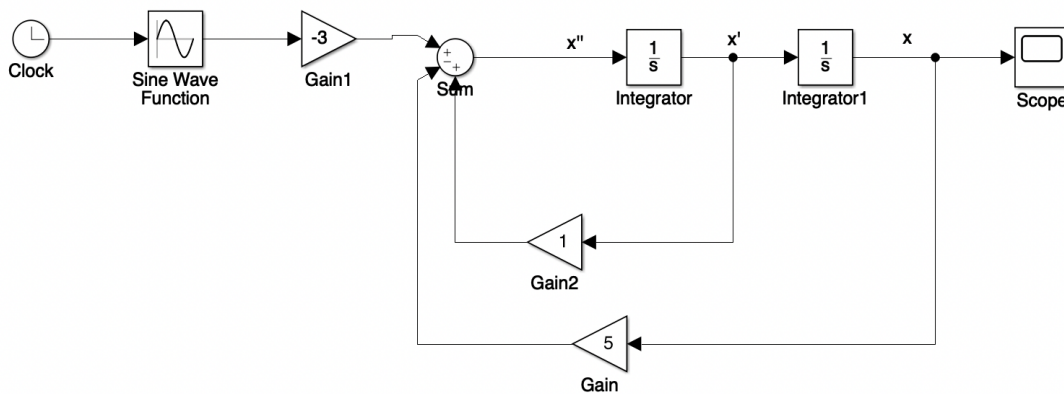 Clock
Sine Wave
Function
-3
Gain1
+
−
+
Sum
x''
1
s
Integrator
x'
1
s
Integrator1
x
Scope
1
Gain2
5
Gain